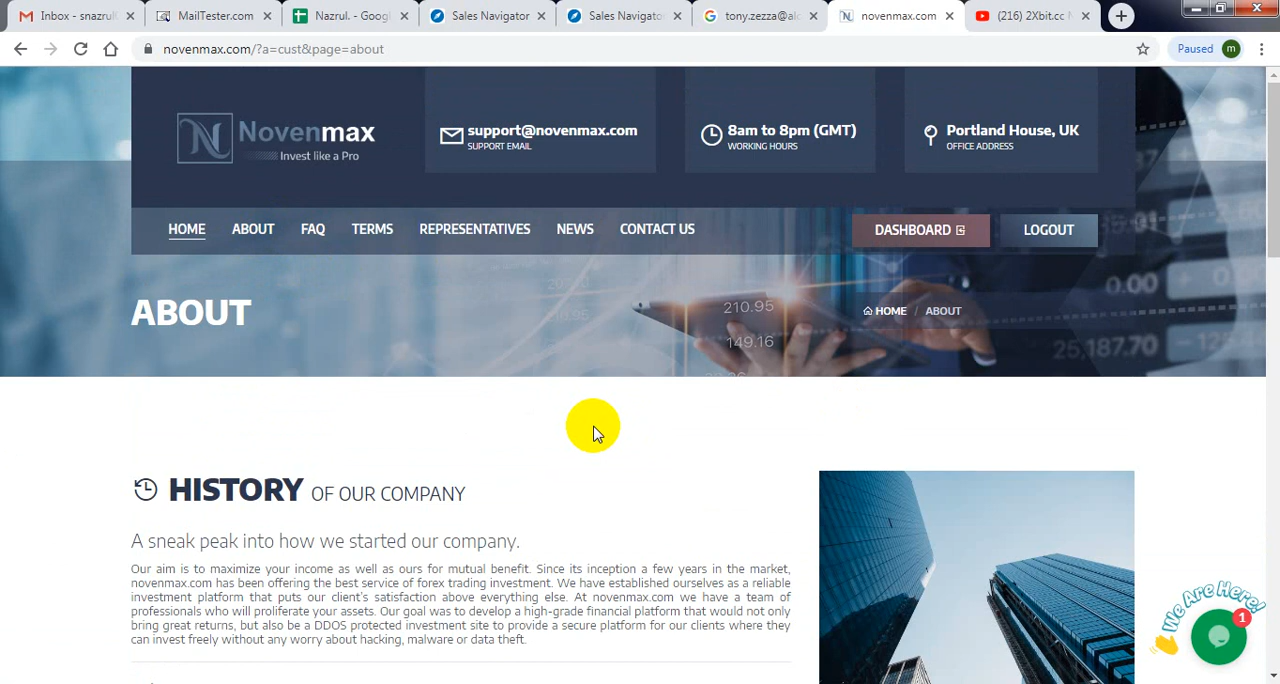 Inbox - snazrul
MailTester.com
Nazrul. - Googl
Sales Navigator
Sales Navigato
tony.zezza@al
novenmax.com
(216) 2Xbit.cc
novenmax.com/?a=cust&page=about
Paused
m
N
Novenmax
Invest like a Pro
support@novenmax.com
SUPPORT EMAIL
8am to 8pm (GMT)
WORKING HOURS
Portland House, UK
OFFICE ADDRESS
HOME
ABOUT
FAQ
TERMS
REPRESENTATIVES
NEWS
CONTACT US
DASHBOARD
LOGOUT
ABOUT
HOME / ABOUT
210.95
149.16
0.00
25,187.70
HISTORY OF OUR COMPANY
A sneak peak into how we started our company.
Our aim is to maximize your income as well as ours for mutual benefit. Since its inception a few years in the market,
novenmax.com has been offering the best service of forex trading investment. We have established ourselves as a reliable
investment platform that puts our client's satisfaction above everything else. At novenmax.com we have a team of
professionals who will proliferate your assets. Our goal was to develop a high-grade financial platform that would not only
bring great returns, but also be a DDOS protected investment site to provide a secure platform for our clients where they
can invest freely without any worry about hacking, malware or data theft.
We Are Here!
1